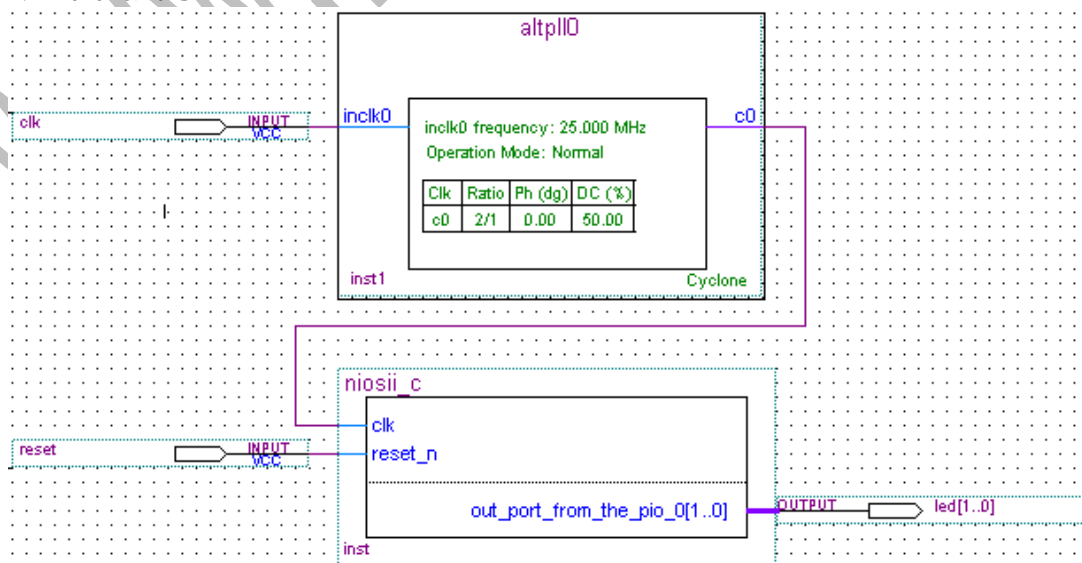 altpll0
clk
INPUT
VCC
inclk0
c0
inclk0 frequency: 25.000 MHz
Operation Mode: Normal
Clk Ratio Ph (dg) DC (%)
c0 2/1 0.00 50.00
inst1
Cyclone
niosii_c
clk
reset
INPUT
VCC
reset_n
out_port_from_the_pio_0[1..0]
OUTPUT
led[1..0]
inst